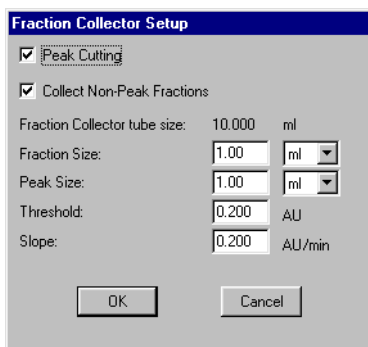 Fraction Collector Setup
Peak Cutting
Collect Non-Peak Fractions
Fraction Collector tube size: 10.000 ml
Fraction Size: 1.00 ml
Peak Size: 1.00 ml
Threshold: 0.200 AU
Slope: 0.200 AU/min
OK Cancel